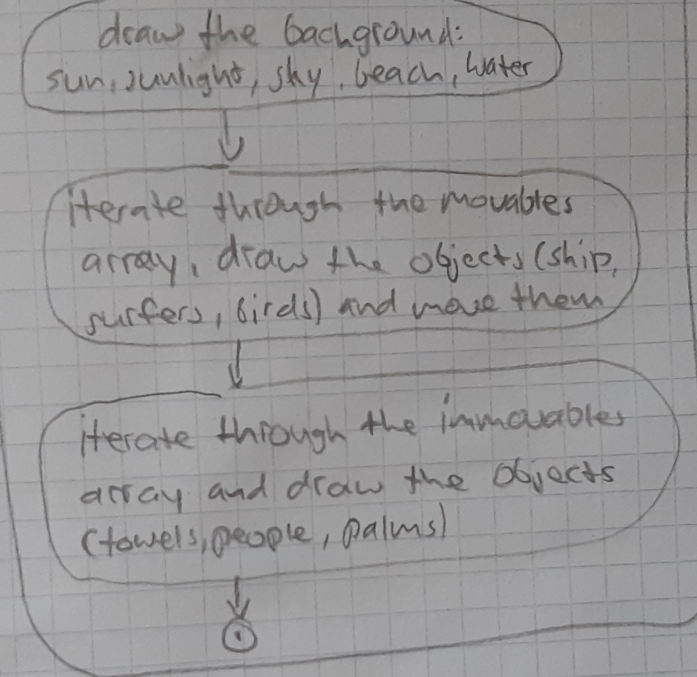 draw the background:
sun, sunlight, sky, beach, water
iterate through the movables
array, draw the objects (ship,
surfers, birds) and move them
iterate through the immovables
array and draw the objects
(towels, people, palms)